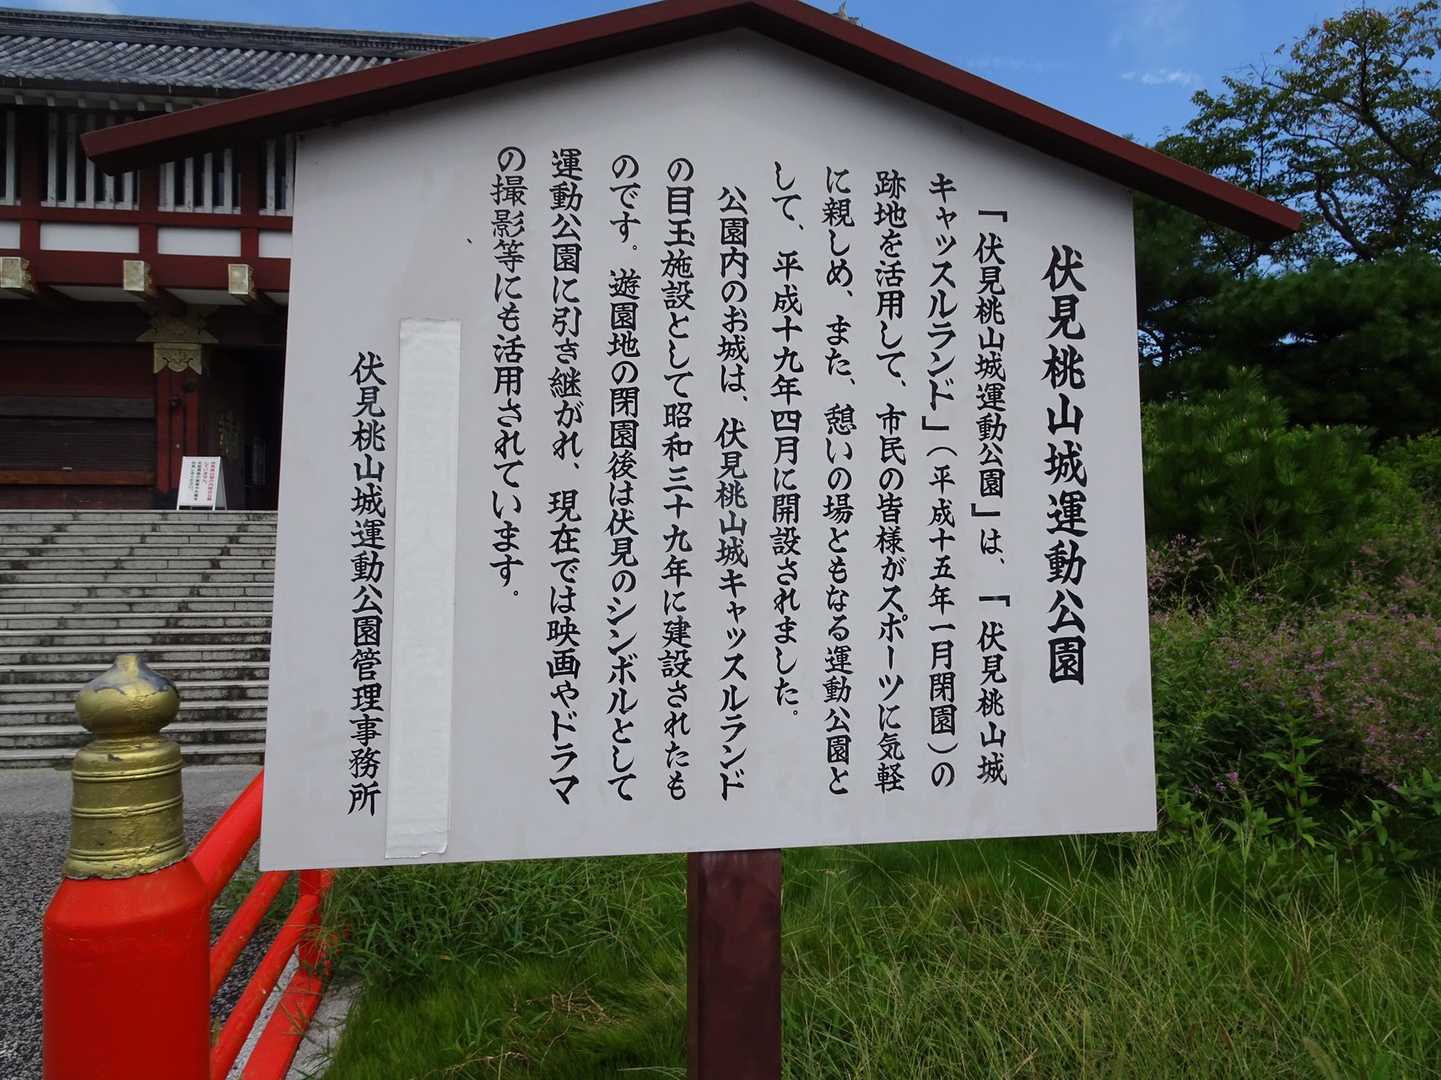 伏見桃山城運動公園
「伏見桃山城運動公園」は、「伏見桃山城
キャッスルランド」(平成十五年一月閉園)の
跡地を活用して、市民の皆様がスポーツに気軽
に親しめ、また、憩いの場ともなる運動公園と
して、平成十九年四月に開設されました。
公園内のお城は、伏見桃山城キャッスルランド
の目玉施設として昭和三十九年に建設されたも
のです。遊園地の閉園後は伏見のシンボルとして
運動公園に引き継がれ、現在では映画やドラマ
の撮影等にも活用されています。
伏見桃山城運動公園管理事務所